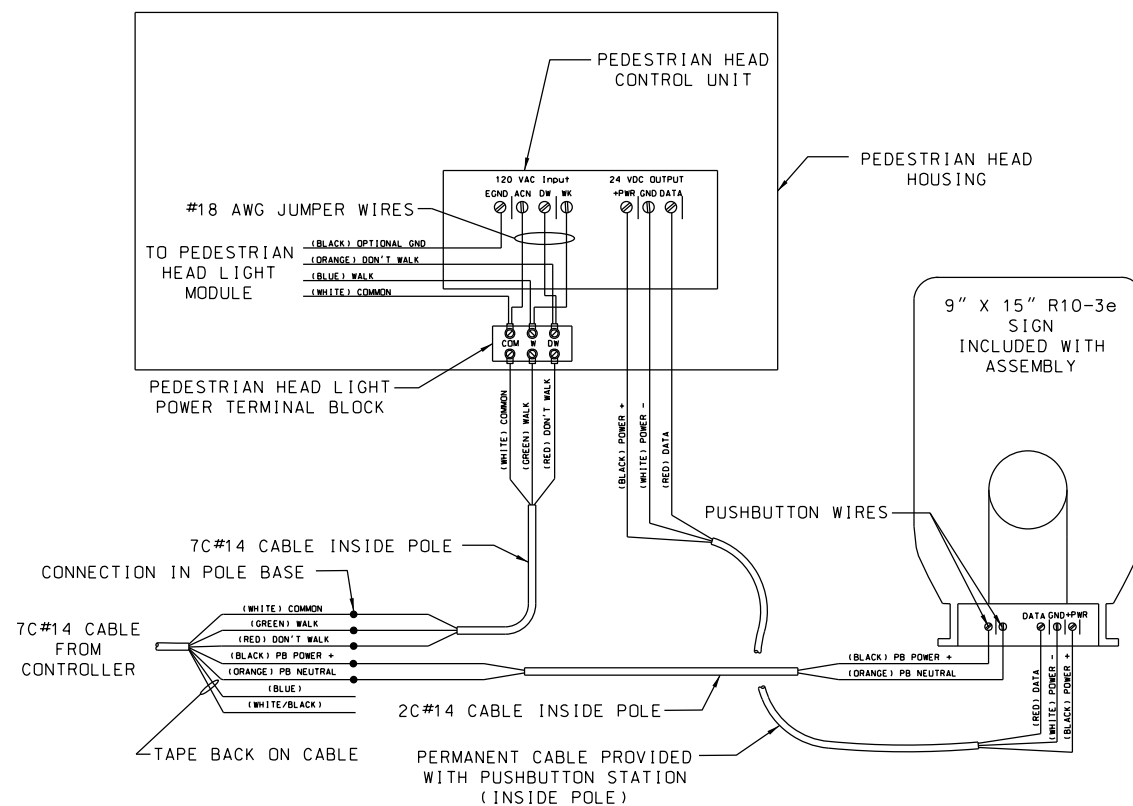 PEDESTRIAN HEAD
CONTROL UNIT
PEDESTRIAN HEAD
HOUSING
120 VAC Input
24 VDC OUTPUT
EGND ACN DW WK
+PWR GND DATA
#18 AWG JUMPER WIRES
TO PEDESTRIAN
HEAD LIGHT
MODULE
(BLACK) OPTIONAL GND
(ORANGE) DON'T WALK
(BLUE) WALK
(WHITE) COMMON
COM W DW
PEDESTRIAN HEAD LIGHT
POWER TERMINAL BLOCK
9" X 15" R10-3e
SIGN
INCLUDED WITH
ASSEMBLY
(WHITE) COMMON
(GREEN) WALK
(RED) DON'T WALK
(BLACK) POWER +
(WHITE) POWER -
(RED) DATA
PUSHBUTTON WIRES
7C#14 CABLE INSIDE POLE
CONNECTION IN POLE BASE
7C#14 CABLE
FROM
CONTROLLER
(WHITE) COMMON
(GREEN) WALK
(RED) DON'T WALK
(BLACK) PB POWER +
(ORANGE) PB NEUTRAL
(BLUE)
(WHITE/BLACK)
TAPE BACK ON CABLE
2C#14 CABLE INSIDE POLE
(BLACK) PB POWER +
(ORANGE) PB NEUTRAL
DATA GND +PWR
(RED) DATA
(WHITE) POWER -
(BLACK) POWER +
PERMANENT CABLE PROVIDED
WITH PUSHBUTTON STATION
(INSIDE POLE)